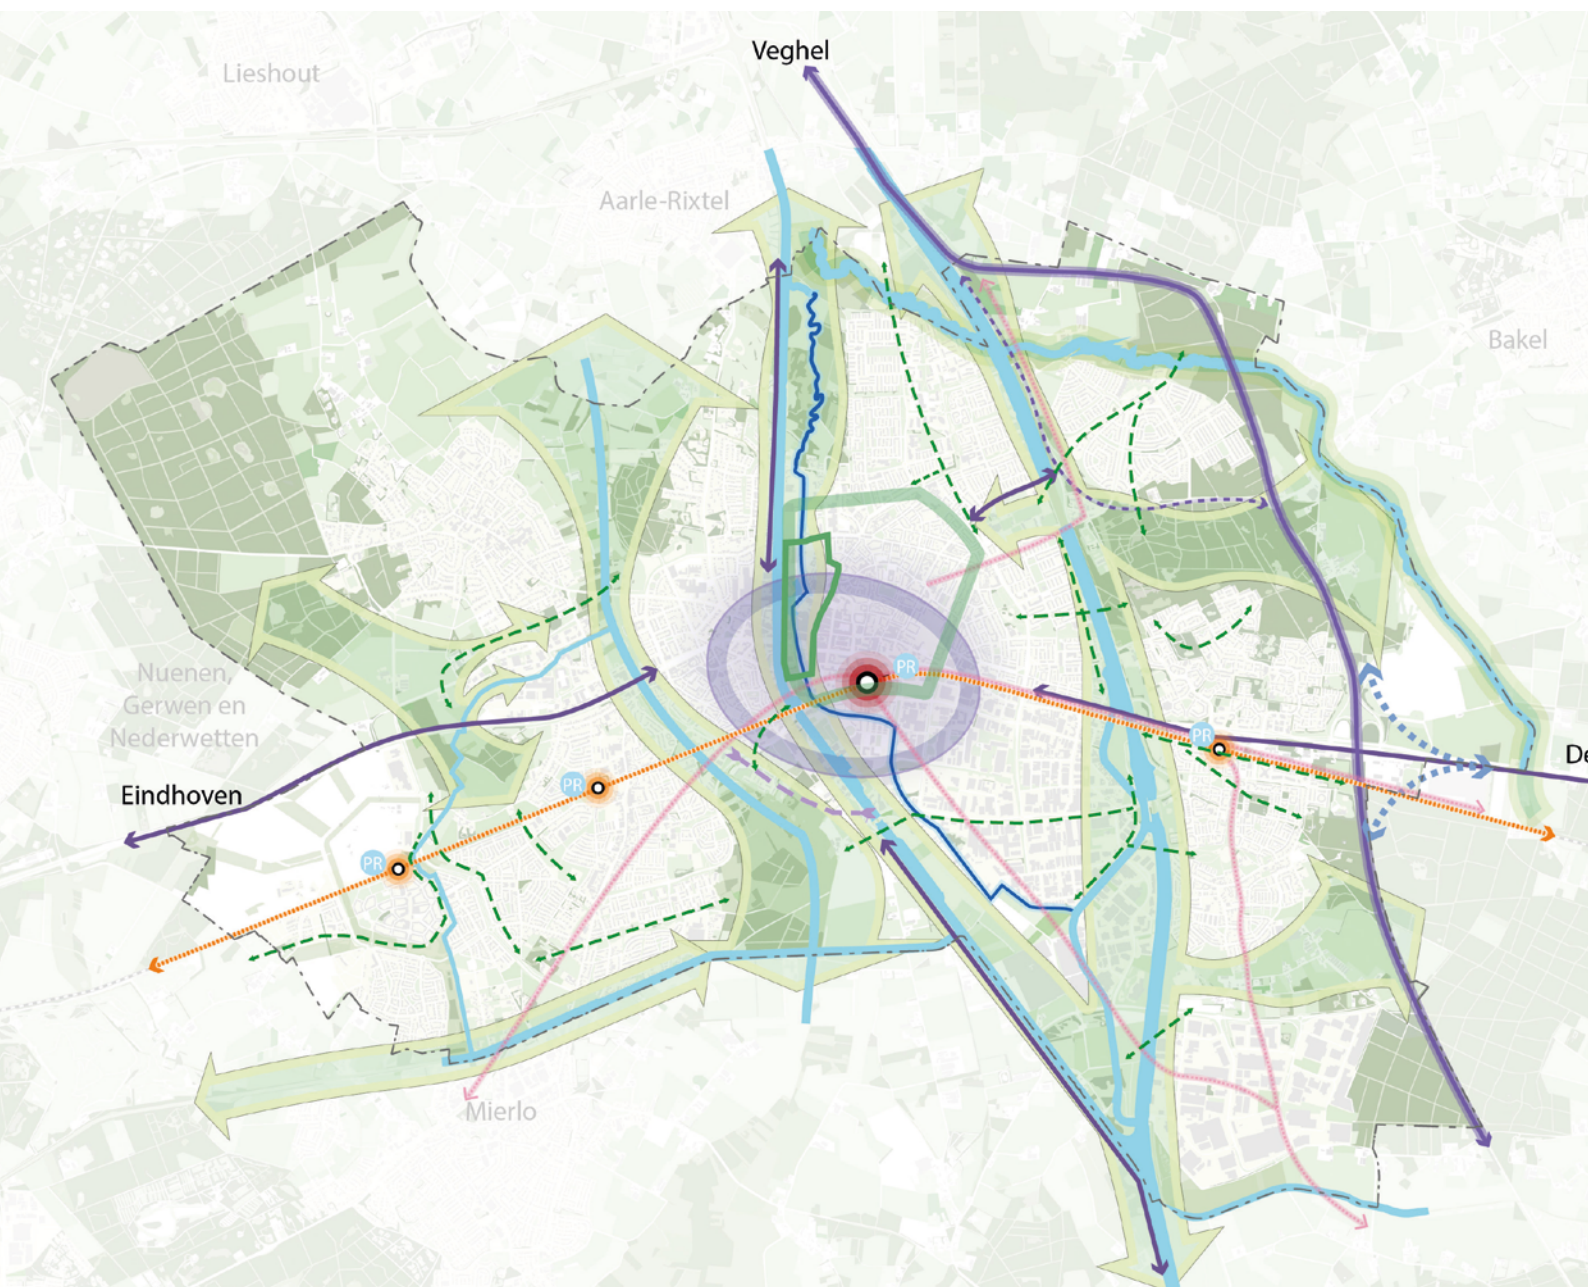 Veghel
Lieshout
Aarle-Rixtel
Bakel
Nuenen,
Gerwen en
Nederwetten
PR
PR
De
PR
Eindhoven
PR
Mierlo